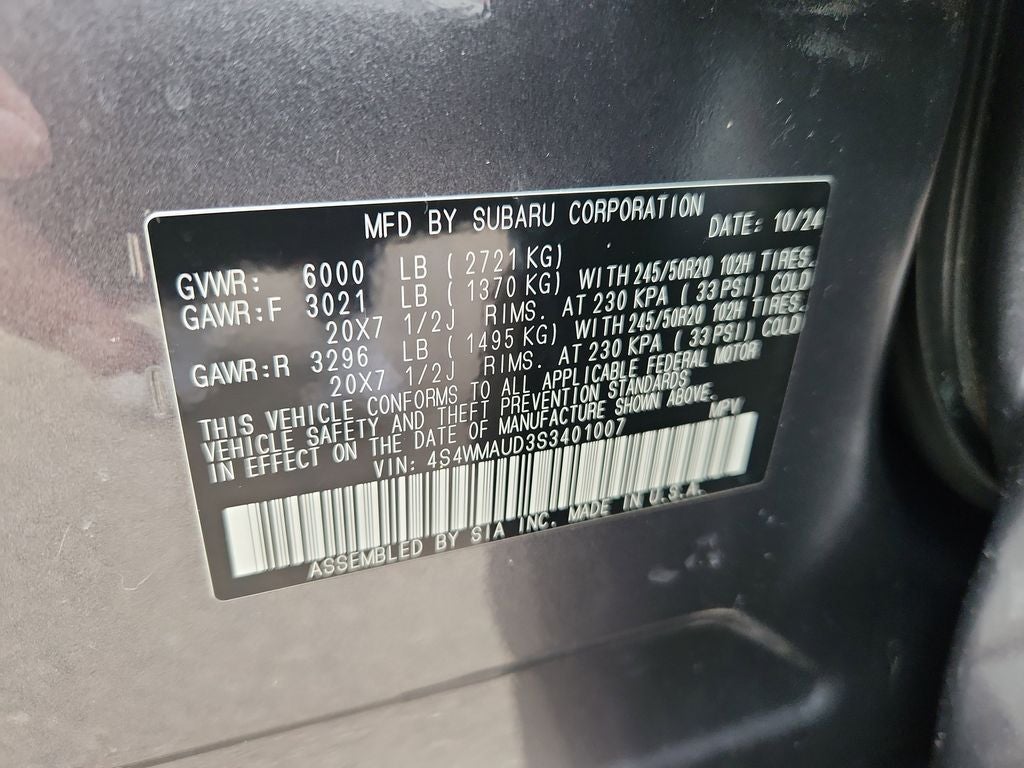 MFD BY SUBARU CORPORATION DATE: 10/24
GVWR: 6000 LB ( 2721 KG)
GAWR:F 3021 LB ( 1370 KG) WITH 245/50R20 102H TIRES.
20X7 1/2J RIMS. AT 230 KPA ( 33 PSI) COLD
GAWR:R 3296 LB ( 1495 KG) WITH 245/50R20 102H TIRES.
20X7 1/2J RIMS. AT 230 KPA ( 33 PSI) COLD
THIS VEHICLE CONFORMS TO ALL APPLICABLE FEDERAL MOTOR
VEHICLE SAFETY AND THEFT PREVENTION STANDARDS
IN EFFECT ON THE DATE OF MANUFACTURE SHOWN ABOVE.
VIN: 4S4WMAUD3S3401007 MPV
ASSEMBLED BY SIA INC. MADE IN U.S.A.